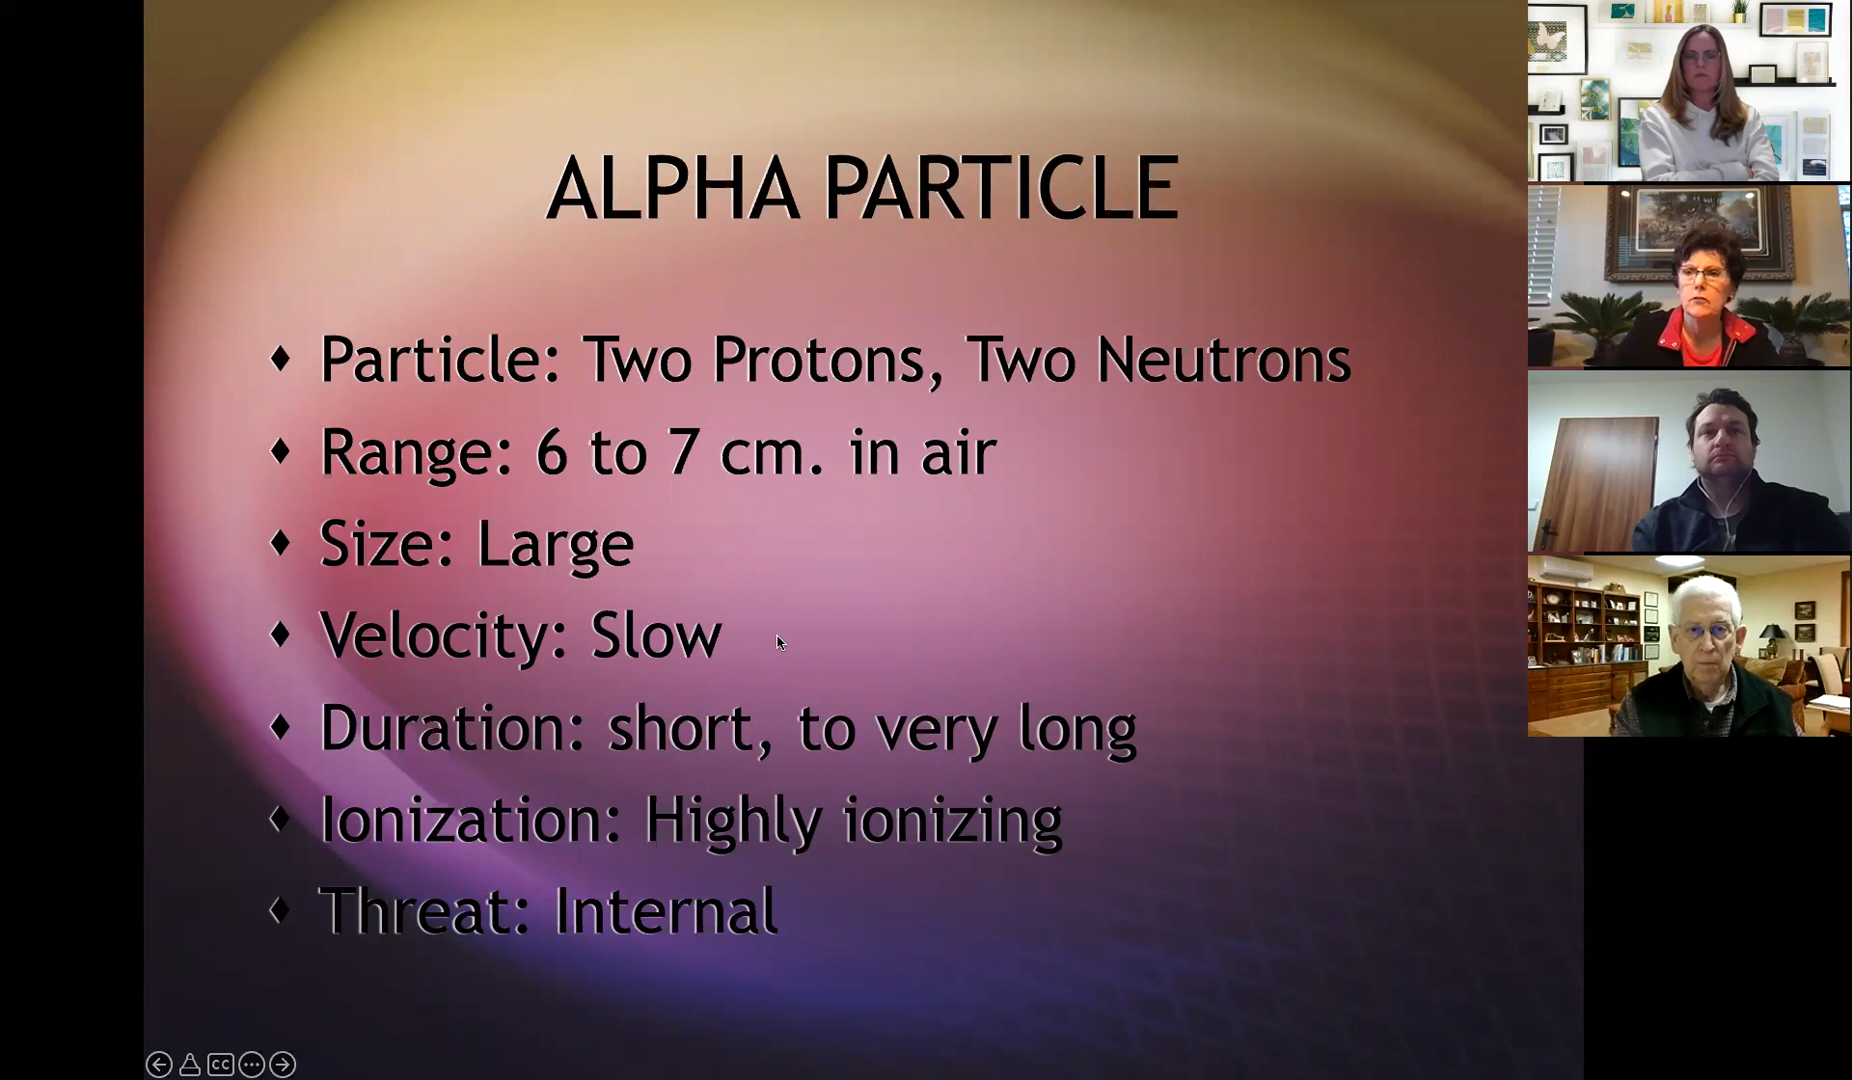 ALPHA PARTICLE
♦ Particle: Two Protons, Two Neutrons
♦ Range: 6 to 7 cm. in air
♦ Size: Large
♦ Velocity: Slow
♦ Duration: short, to very long
♦ Ionization: Highly ionizing
♦ Threat: Internal
CC